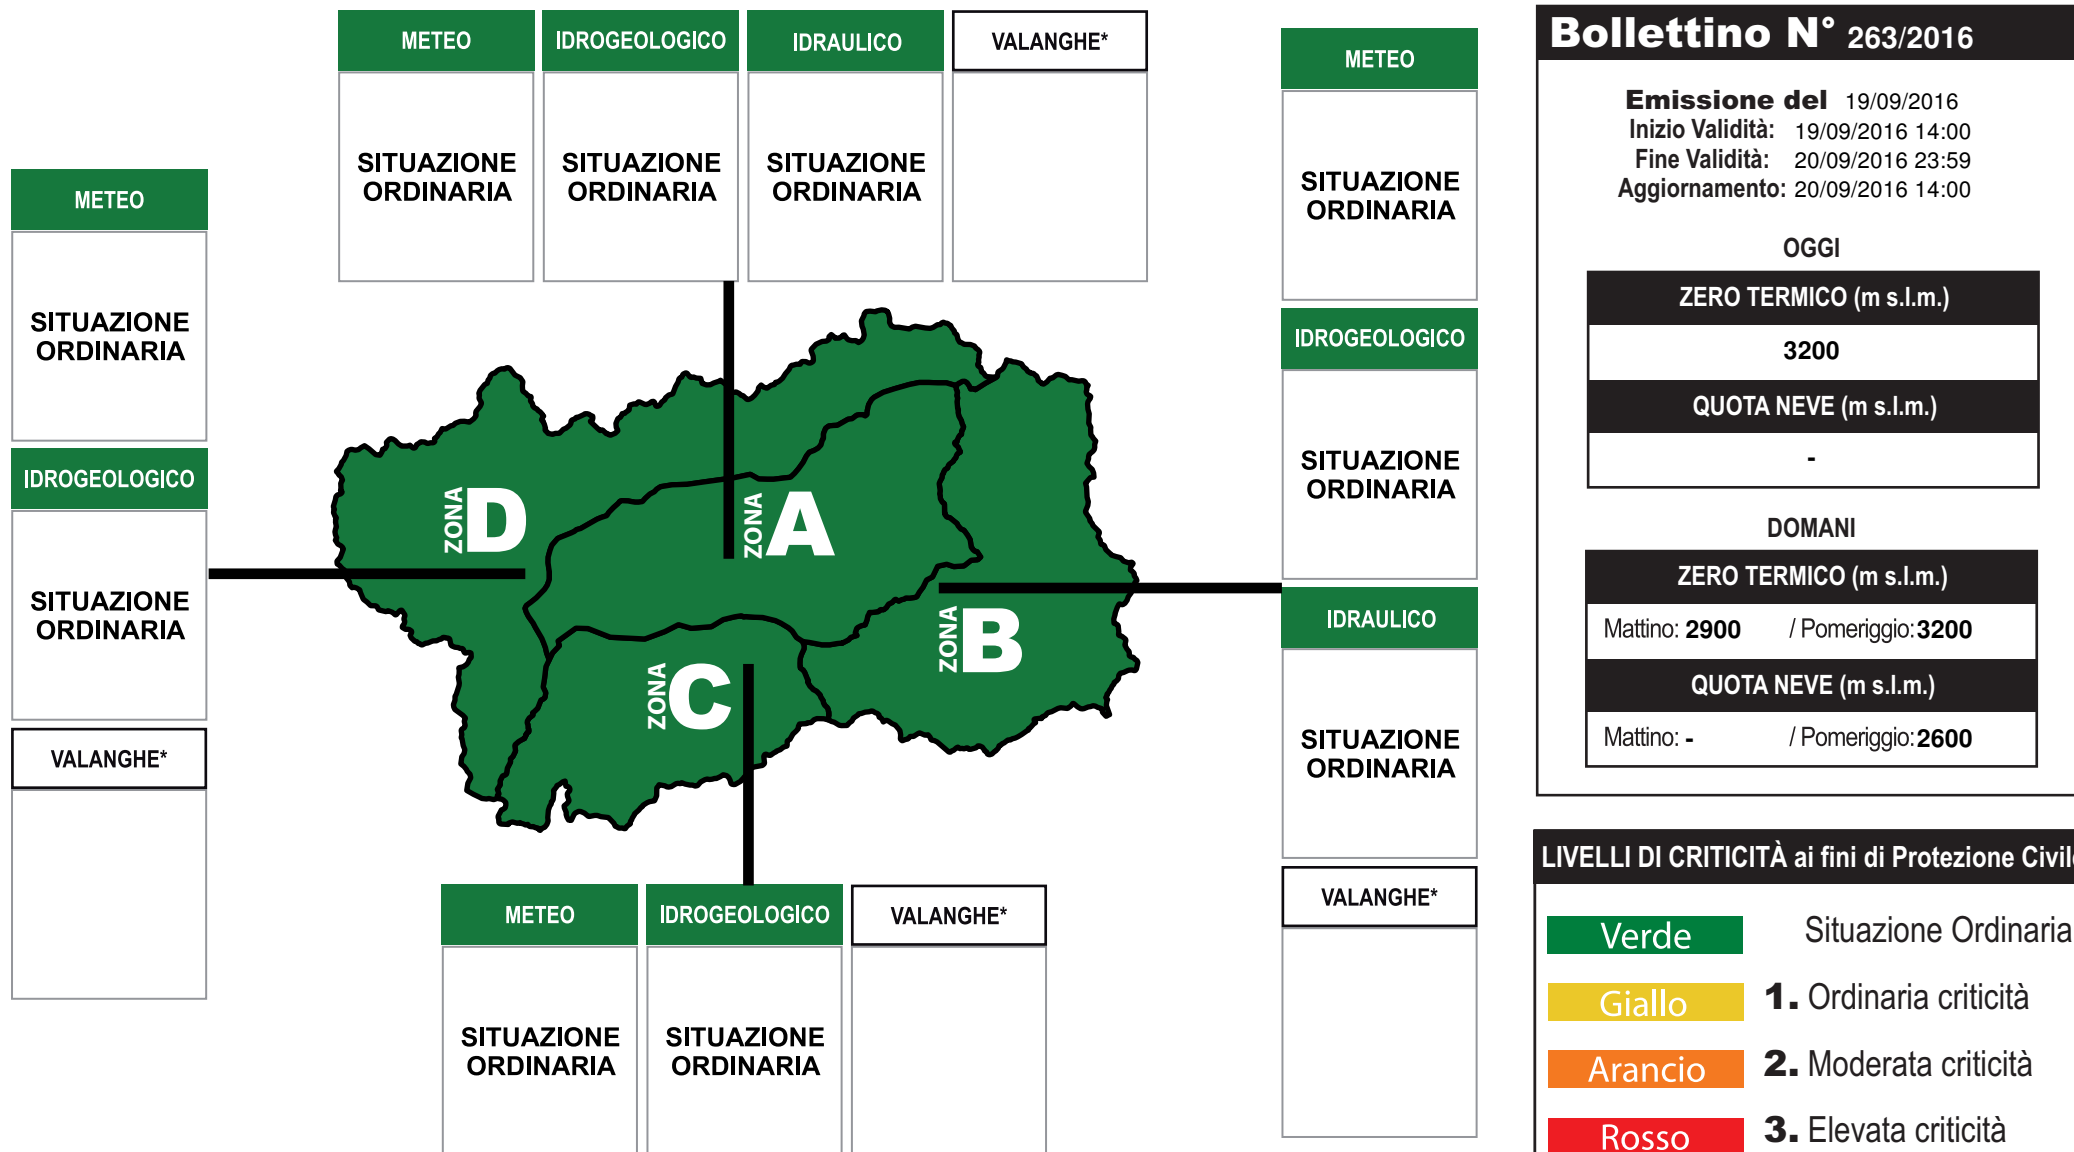 METEO
IDROGEOLOGICO
IDRAULICO
VALANGHE*
SITUAZIONE
ORDINARIA
SITUAZIONE
ORDINARIA
SITUAZIONE
ORDINARIA
METEO
SITUAZIONE
ORDINARIA
IDROGEOLOGICO
SITUAZIONE
ORDINARIA
VALANGHE*
ZONA D
ZONA A
ZONA B
ZONA C
METEO
SITUAZIONE
ORDINARIA
IDROGEOLOGICO
SITUAZIONE
ORDINARIA
IDRAULICO
SITUAZIONE
ORDINARIA
VALANGHE*
METEO
IDROGEOLOGICO
VALANGHE*
SITUAZIONE
ORDINARIA
SITUAZIONE
ORDINARIA
Bollettino N° 263/2016
Emissione del 19/09/2016
Inizio Validità: 19/09/2016 14:00
Fine Validità: 20/09/2016 23:59
Aggiornamento: 20/09/2016 14:00
OGGI
ZERO TERMICO (m s.l.m.)
3200
QUOTA NEVE (m s.l.m.)
-
DOMANI
ZERO TERMICO (m s.l.m.)
Mattino: 2900 / Pomeriggio: 3200
QUOTA NEVE (m s.l.m.)
Mattino: - / Pomeriggio: 2600
LIVELLI DI CRITICITÀ ai fini di Protezione Civile
Verde Situazione Ordinaria
Giallo 1. Ordinaria criticità
Arancio 2. Moderata criticità
Rosso 3. Elevata criticità